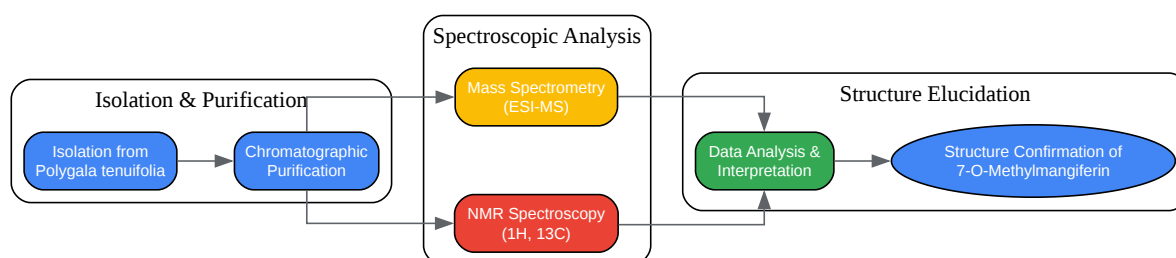 Isolation & Purification
Isolation from
Polygala tenuifolia
Chromatographic
Purification
Spectroscopic Analysis
Mass Spectrometry
(ESI-MS)
NMR Spectroscopy
(1H, 13C)
Structure Elucidation
Data Analysis &
Interpretation
Structure Confirmation of
7-O-Methylmangiferin